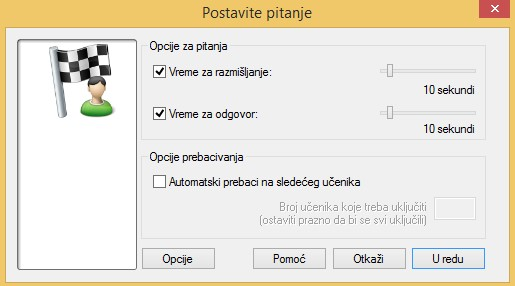 Postavite pitanje
Opcije za pitanja
Vreme za razmišljanje:
10 sekundi
Vreme za odgovor:
10 sekundi
Opcije prebacivanja
Automatski prebaci na sledećeg učenika
Broj učenika koje treba uključiti
(ostaviti prazno da bi se svi uključili)
Opcije
Pomoć
Otkaži
U redu